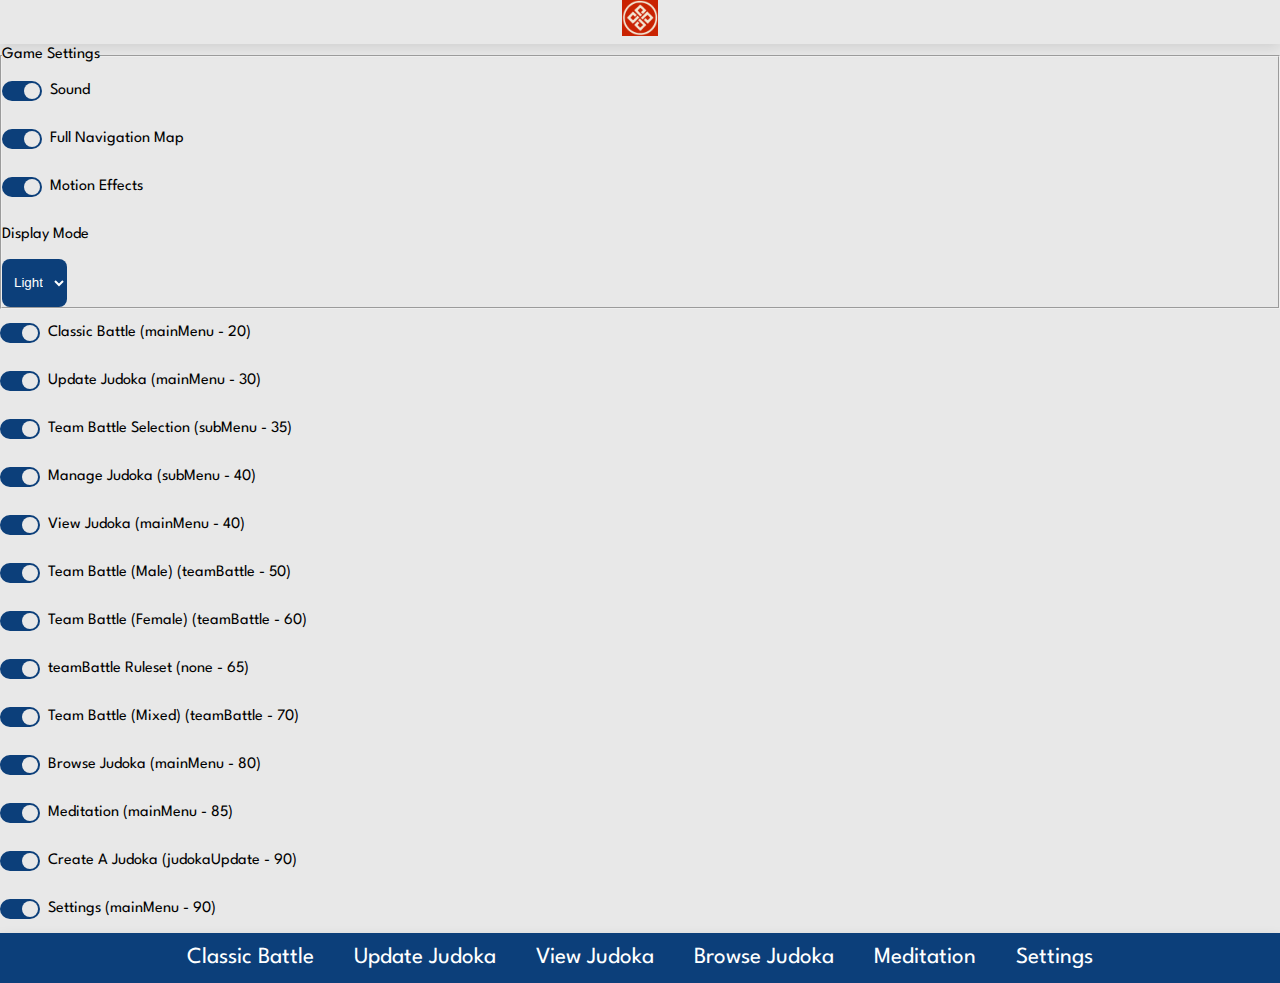 Game Settings
Sound
Full Navigation Map
Motion Effects
Display Mode
Light
Classic Battle (mainMenu - 20)
Update Judoka (mainMenu - 30)
Team Battle Selection (subMenu - 35)
Manage Judoka (subMenu - 40)
View Judoka (mainMenu - 40)
Team Battle (Male) (teamBattle - 50)
Team Battle (Female) (teamBattle - 60)
teamBattle Ruleset (none - 65)
Team Battle (Mixed) (teamBattle - 70)
Browse Judoka (mainMenu - 80)
Meditation (mainMenu - 85)
Create A Judoka (judokaUpdate - 90)
Settings (mainMenu - 90)
Classic Battle Update Judoka View Judoka Browse Judoka Meditation Settings